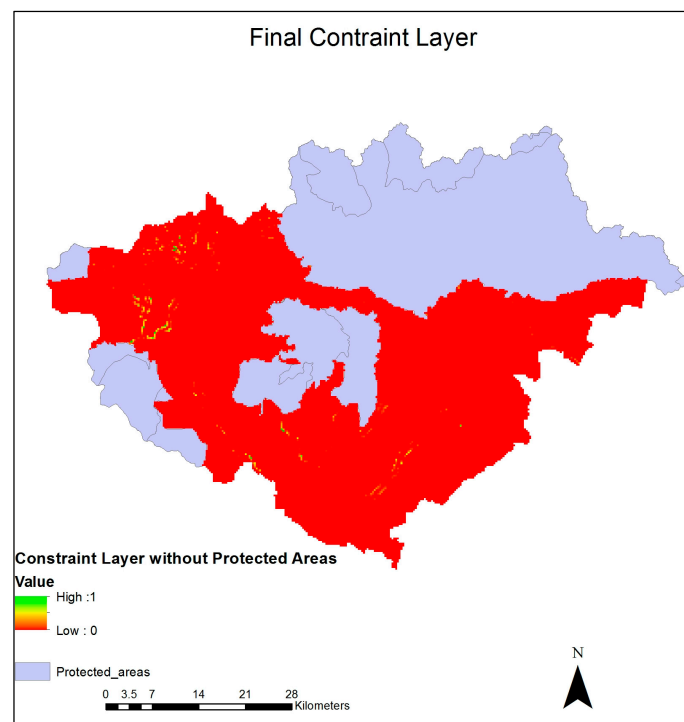 Final Contraint Layer
Constraint Layer without Protected Areas
Value
High :1
Low : 0
Protected_areas
N
0 3.5 7 14 21 28
Kilometers